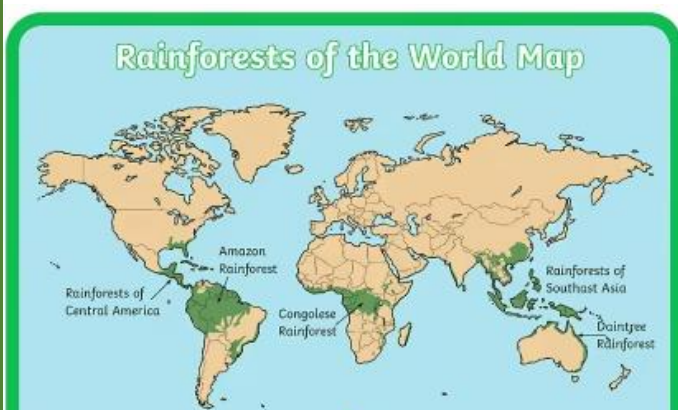 Rainforests of the World Map
Amazon
Rainforest
Rainforests of
Central America
Congolese
Rainforest
Rainforests of
Southast Asia
Daintree
Rainforest